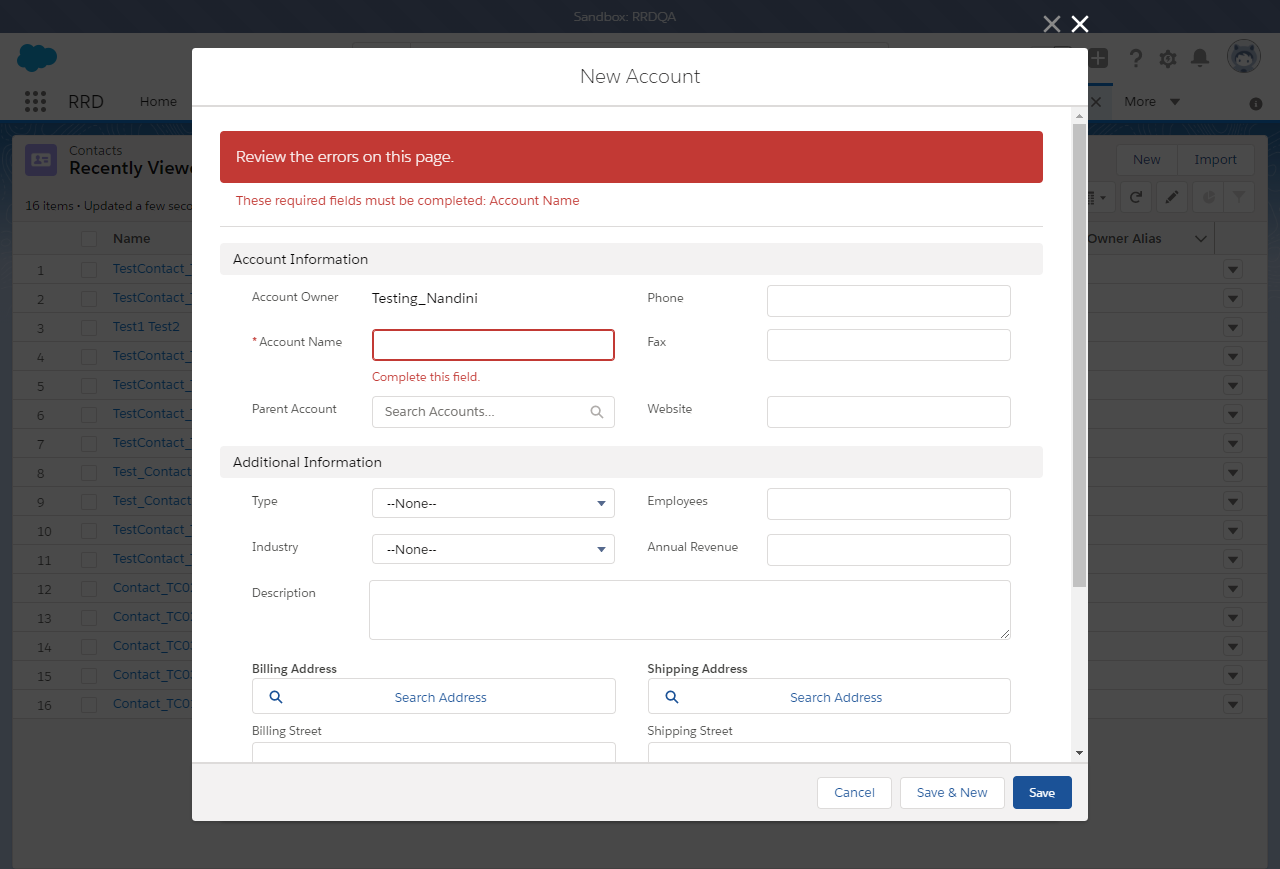 Sandbox: RRDQA
RRD
Home
More
Contacts
Recently View
New
Import
16 items • Updated a few sec
Name
Owner Alias
1 TestContact_
2 TestContact_
3 Test1 Test2
4 TestContact_
5 TestContact_
6 TestContact_
7 TestContact_
8 Test_Contact
9 Test_Contact
10 TestContact_
11 TestContact_
12 Contact_TC0
13 Contact_TC0
14 Contact_TC0
15 Contact_TC0
16 Contact_TC0
New Account
Review the errors on this page.
These required fields must be completed: Account Name
Account Information
Account Owner Testing_Nandini Phone
*Account Name Fax
Complete this field.
Parent Account Search Accounts... Website
Additional Information
Type --None-- Employees
Industry --None-- Annual Revenue
Description
Billing Address Shipping Address
Search Address Search Address
Billing Street Shipping Street
Cancel Save & New Save